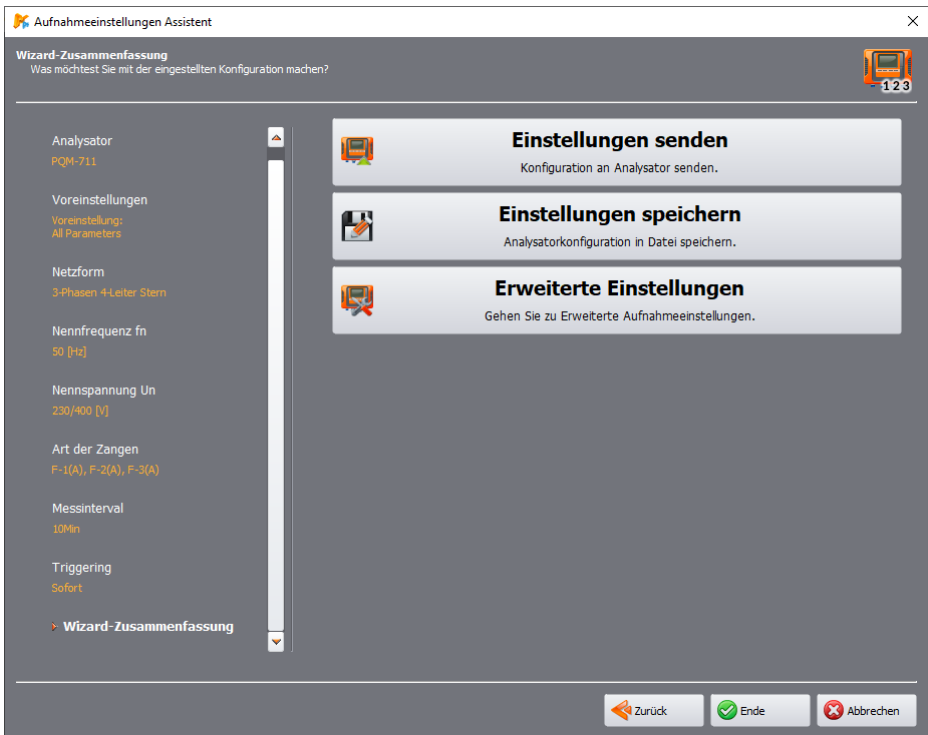 Aufnahmeeinstellungen Assistent
Wizard-Zusammenfassung
Was möchtest Sie mit der eingestellten Konfiguration machen?
1 2 3
Analysator
PQM-711
Voreinstellungen
Voreinstellung:
All Parameters
Netzform
3-Phasen 4-Leiter Stern
Nennfrequenz fn
50 [Hz]
Nennspannung Un
230/400 [V]
Art der Zangen
F-1(A), F-2(A), F-3(A)
Messinterval
10Min
Triggering
Sofort
Wizard-Zusammenfassung
Einstellungen senden
Konfiguration an Analysator senden.
Einstellungen speichern
Analysatorkonfiguration in Datei speichern.
Erweiterte Einstellungen
Gehen Sie zu Erweiterte Aufnahmeeinstellungen.
Zurück
Ende
Abbrechen